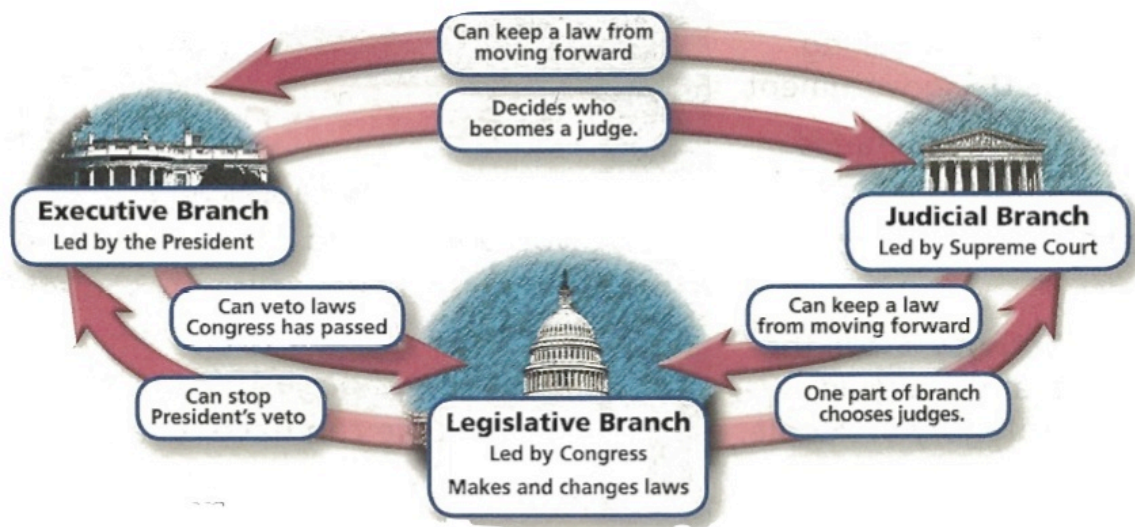 Can keep a law from
moving forward
Decides who
becomes a judge.
Executive Branch
Led by the President
Judicial Branch
Led by Supreme Court
Can veto laws
Congress has passed
Can keep a law
from moving forward
Can stop
President's veto
One part of branch
chooses judges.
Legislative Branch
Led by Congress
Makes and changes laws